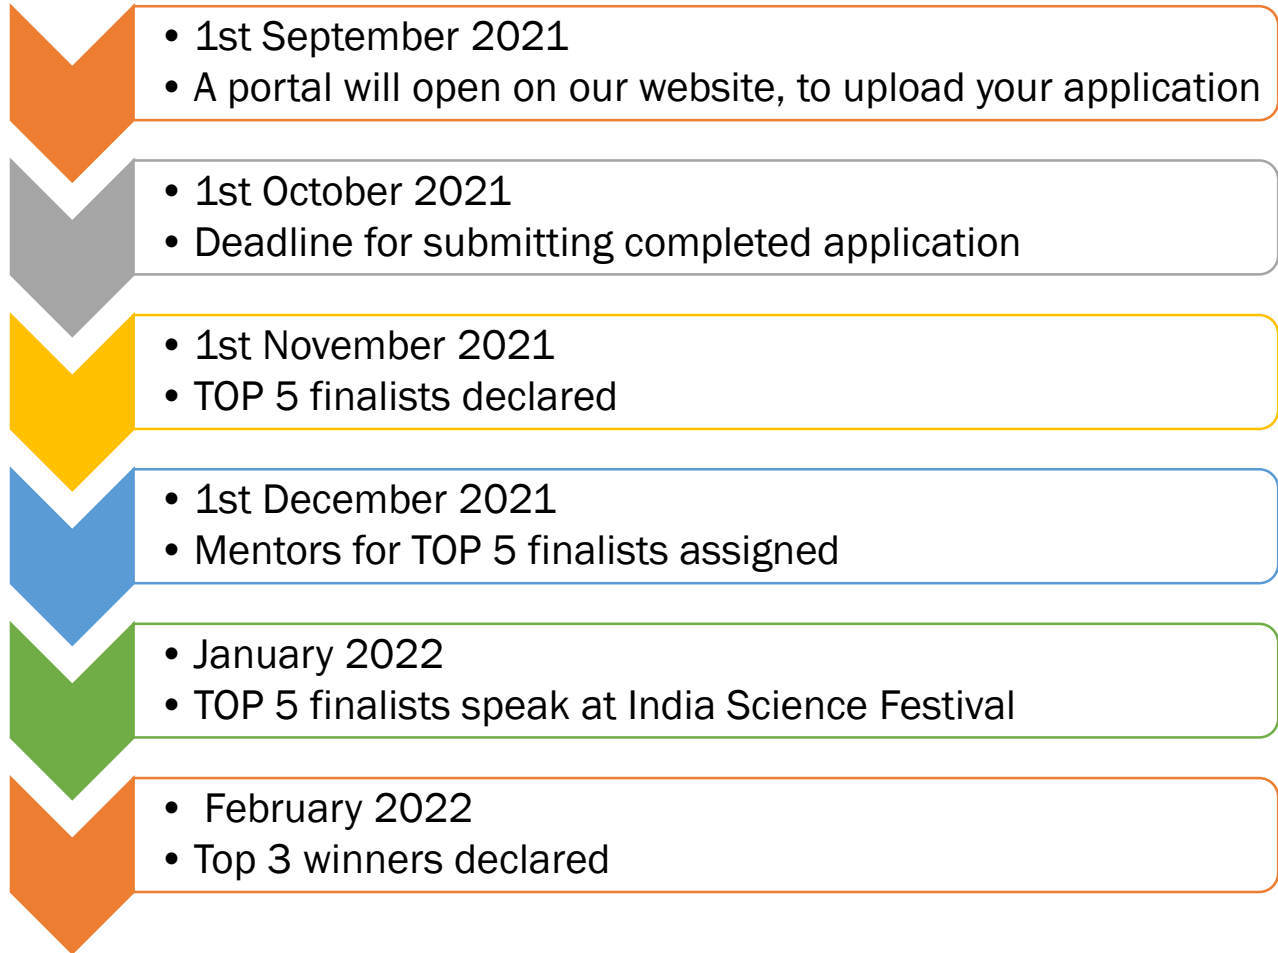 • 1st September 2021
• A portal will open on our website, to upload your application
• 1st October 2021
• Deadline for submitting completed application
• 1st November 2021
• TOP 5 finalists declared
• 1st December 2021
• Mentors for TOP 5 finalists assigned
• January 2022
• TOP 5 finalists speak at India Science Festival
• February 2022
• Top 3 winners declared